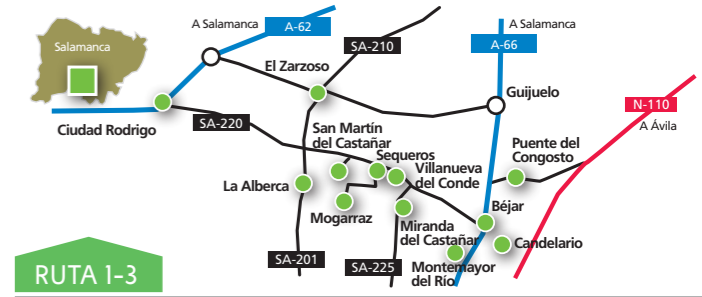 A Salamanca
A-62
A Salamanca
Salamanca
SA-210
A-66
El Zarzoso
Guijuelo
N-110
A Ávila
Ciudad Rodrigo
SA-220
San Martín
del Castañar
Sequeros
Villanueva
del Conde
Puente del
Congosto
La Alberca
Mogarraz
Béjar
Miranda
del Castañar
Candelario
SA-201
SA-225
Montemayor
del Río
RUTA 1-3